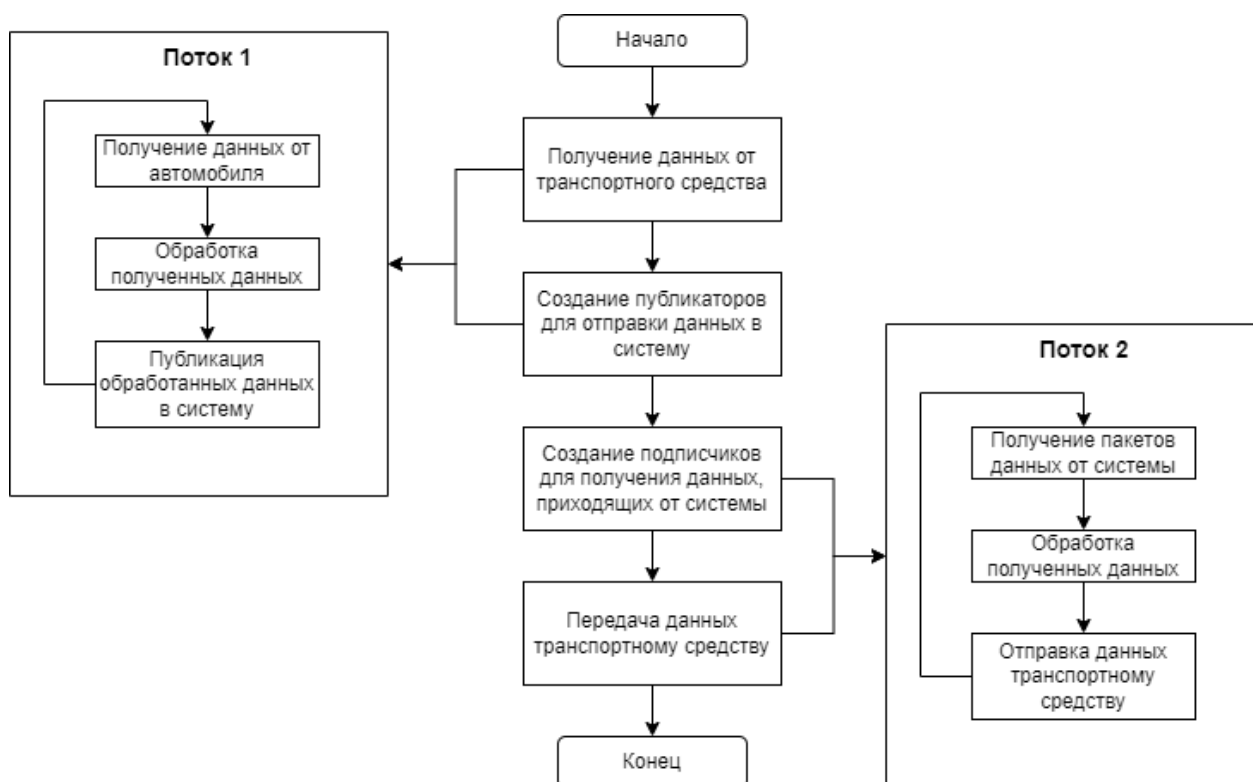 Поток 1
Получение данных от
автомобиля
Обработка
полученных данных
Публикация
обработанных данных
в систему
Начало
Получение данных от
транспортного средства
Создание публикаторов
для отправки данных в
систему
Создание подписчиков
для получения данных,
приходящих от системы
Передача данных
транспортному средству
Конец
Поток 2
Получение пакетов
данных от системы
Обработка
полученных данных
Отправка данных
транспортному
средству